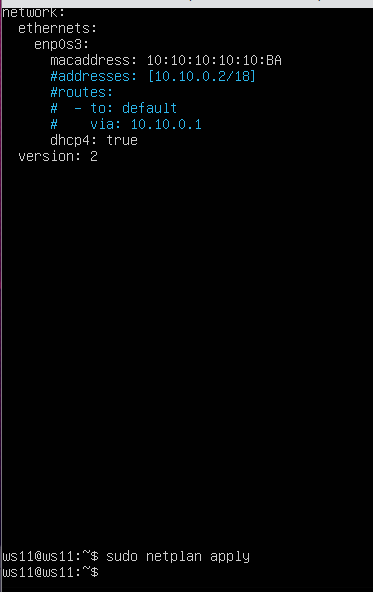 network:
  ethernets:
    enp0s3:
      macaddress: 10:10:10:10:10:BA
      #addresses: [10.10.0.2/18]
      #routes:
      #  - to: default
      #    via: 10.10.0.1
      dhcp4: true
  version: 2
ws11@ws11:~$ sudo netplan apply
ws11@ws11:~$